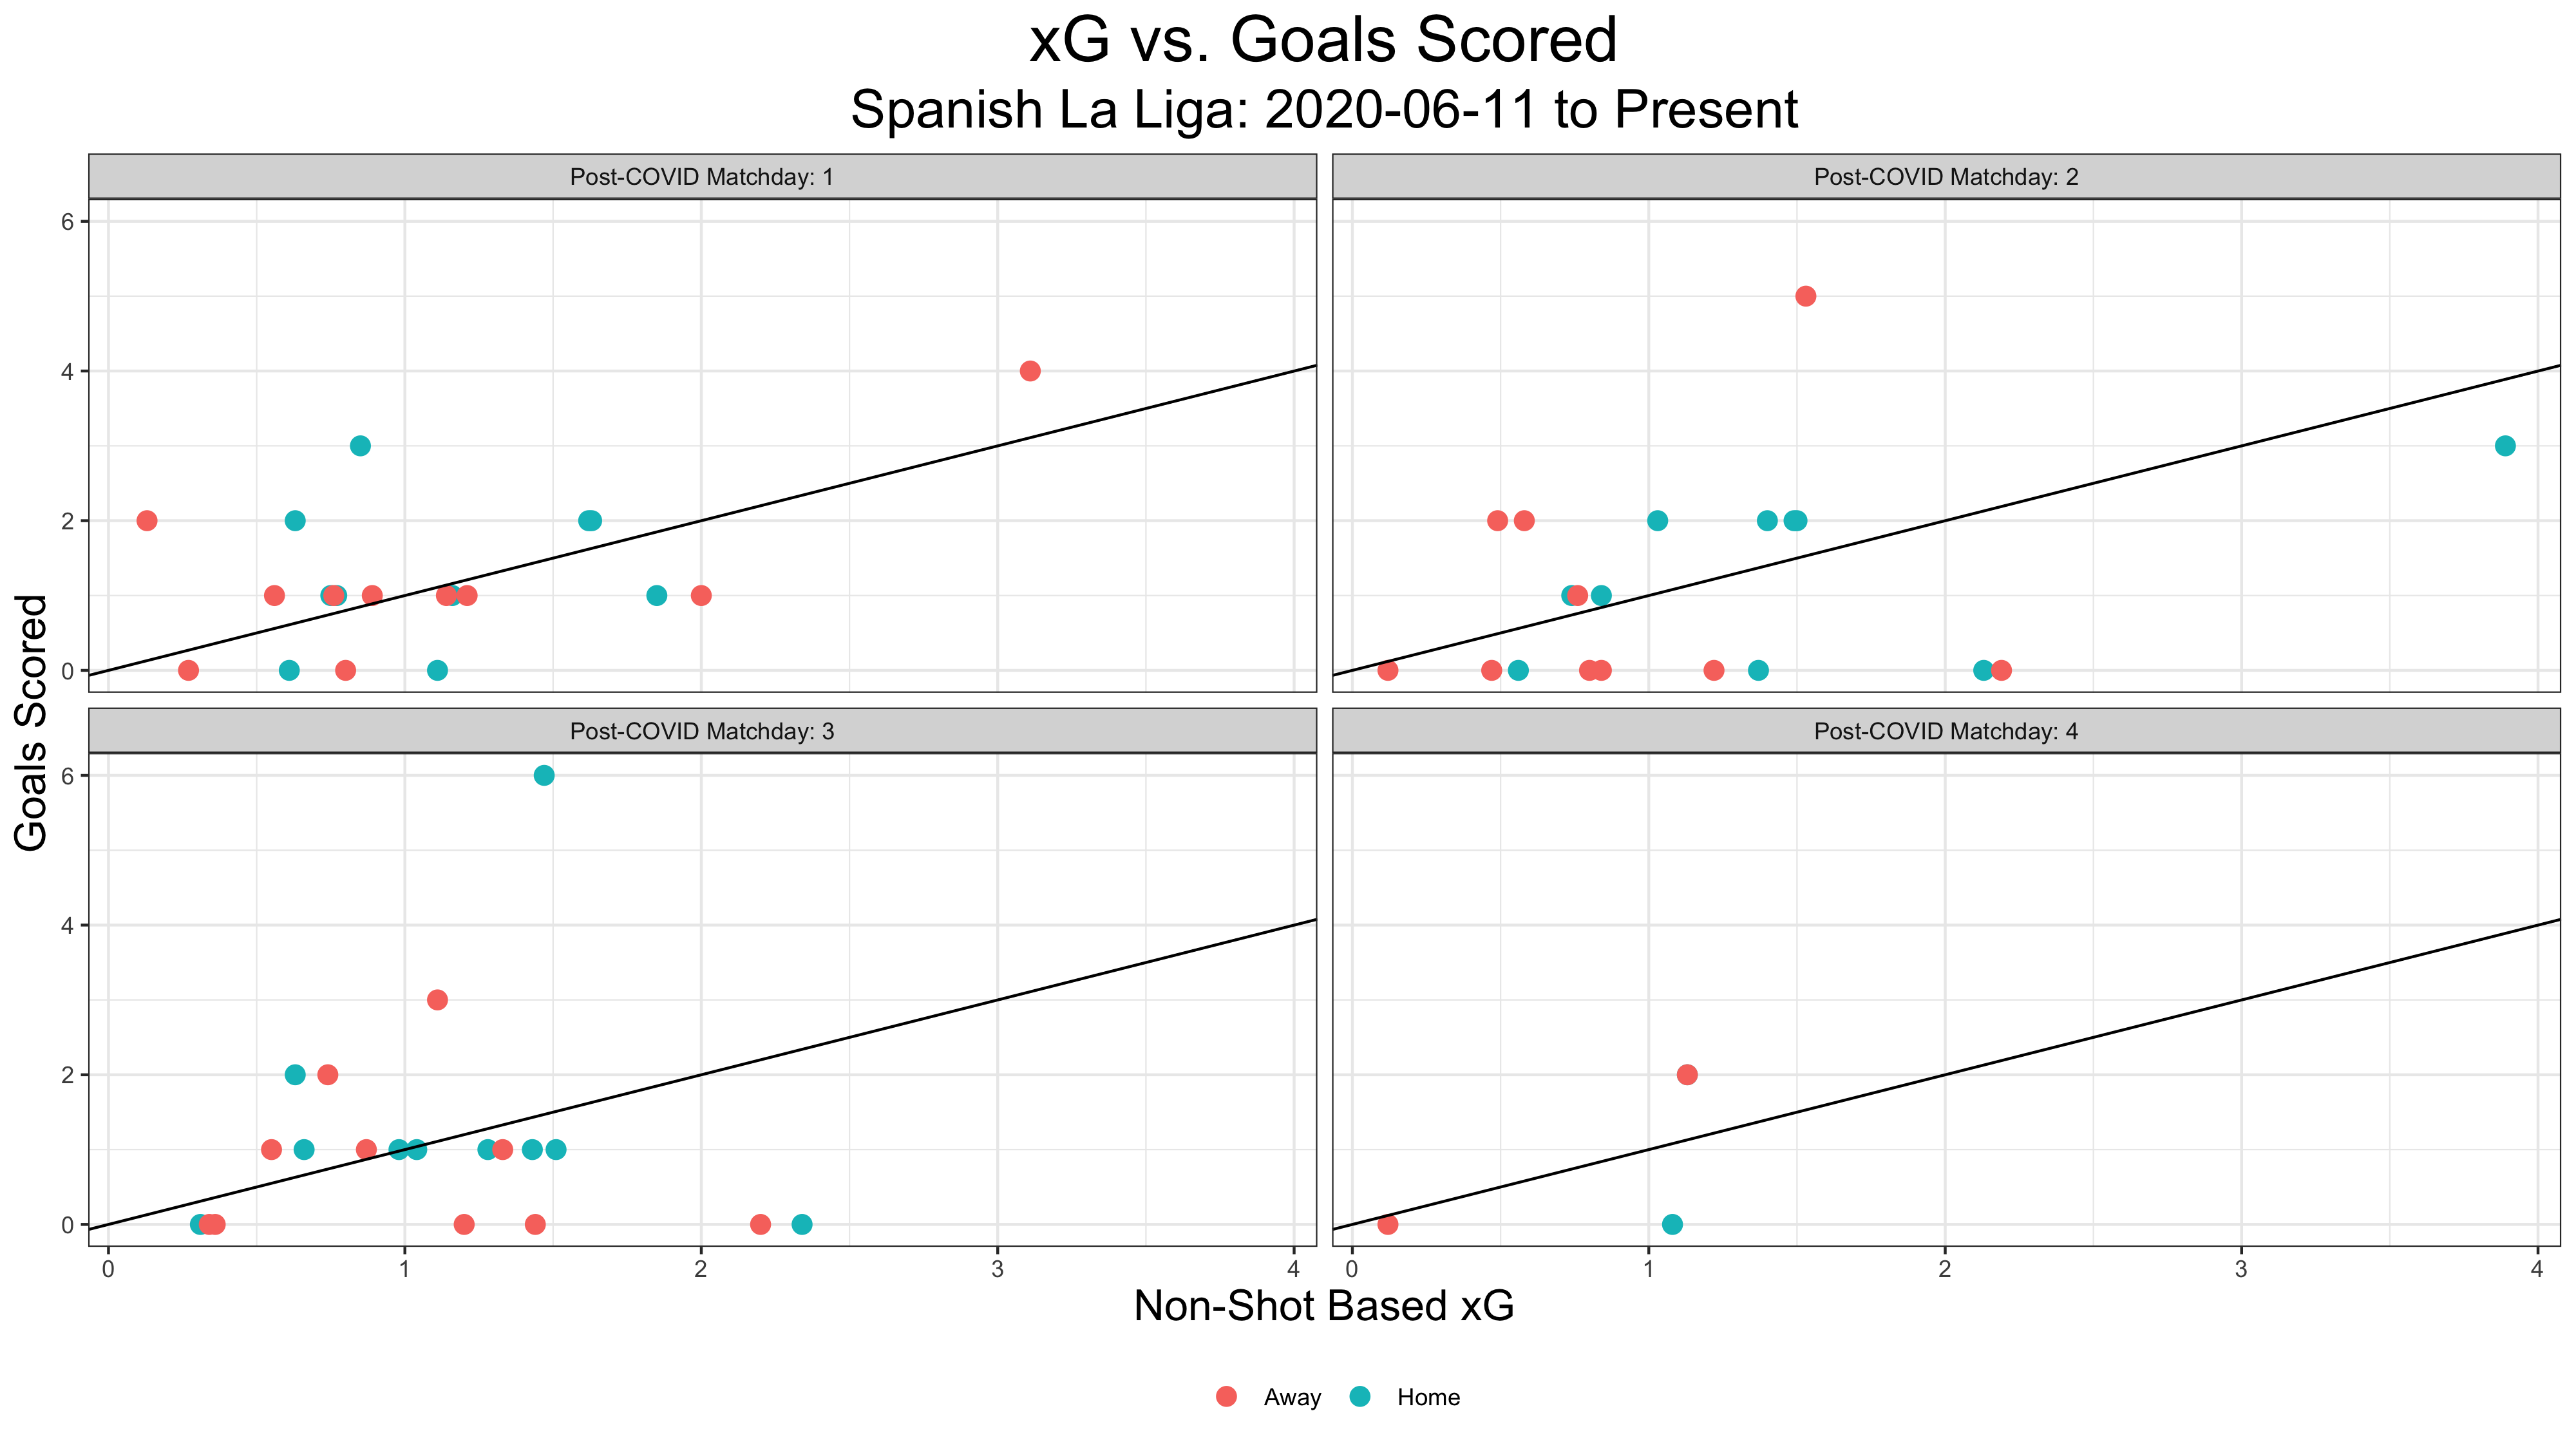 xG vs. Goals Scored
Spanish La Liga: 2020-06-11 to Present
Post-COVID Matchday: 1
Post-COVID Matchday: 2
6
4
2
0
Post-COVID Matchday: 3
Post-COVID Matchday: 4
6
4
2
0
Goals Scored
0 1 2 3 4
0 1 2 3 4
Non-Shot Based xG
Away
Home